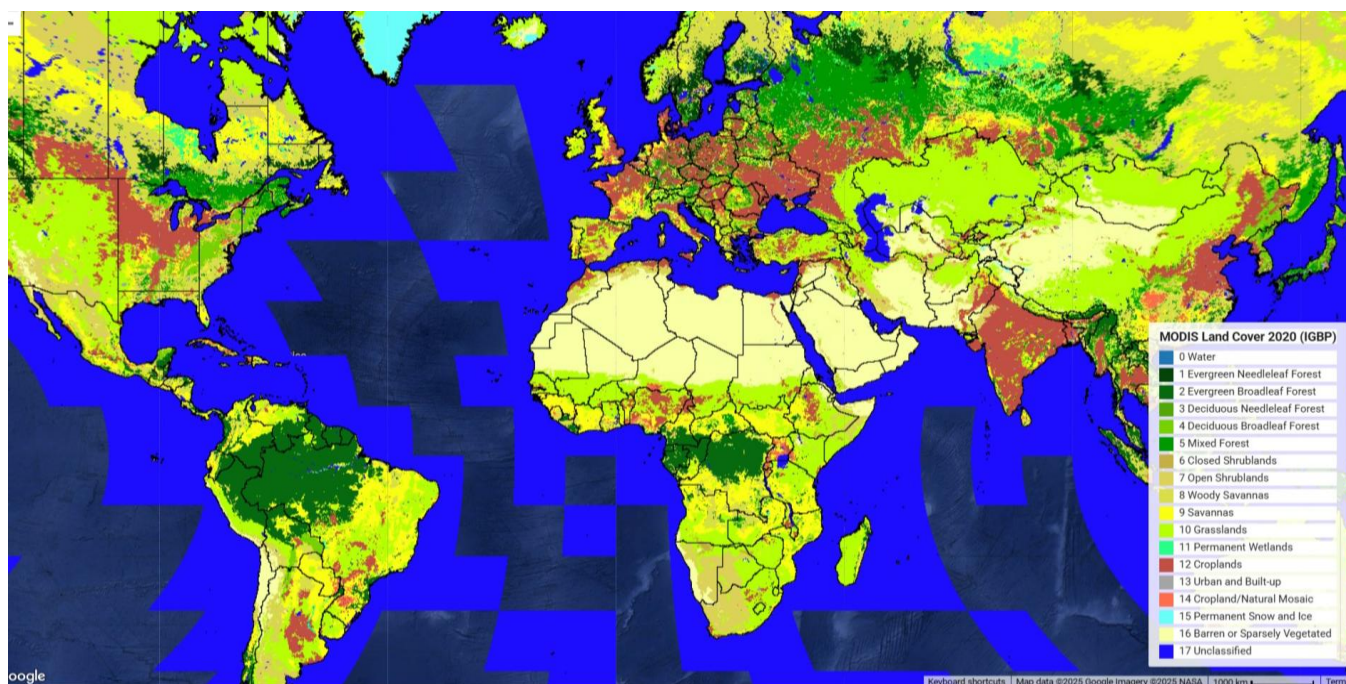 MODIS Land Cover 2020 (IGBP)
0 Water
1 Evergreen Needleleaf Forest
2 Evergreen Broadleaf Forest
3 Deciduous Needleleaf Forest
4 Deciduous Broadleaf Forest
5 Mixed Forest
6 Closed Shrublands
7 Open Shrublands
8 Woody Savannas
9 Savannas
10 Grasslands
11 Permanent Wetlands
12 Croplands
13 Urban and Built-up
14 Cropland/Natural Mosaic
15 Permanent Snow and Ice
16 Barren or Sparsely Vegetated
17 Unclassified
oogle
Keyboard shortcuts Map data ©2025 Google Imagery ©2025 NASA 1000 km Term